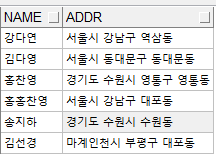 NAME ADDR
강다연 서울시 강남구 역삼동
김다영 서울시 동대문구 동대문동
홍찬영 경기도 수원시 영통구 영통동
홍홍찬영 서울시 강남구 대포동
송지하 경기도 수원시 수원동
김선경 마계인천시 부평구 대포동